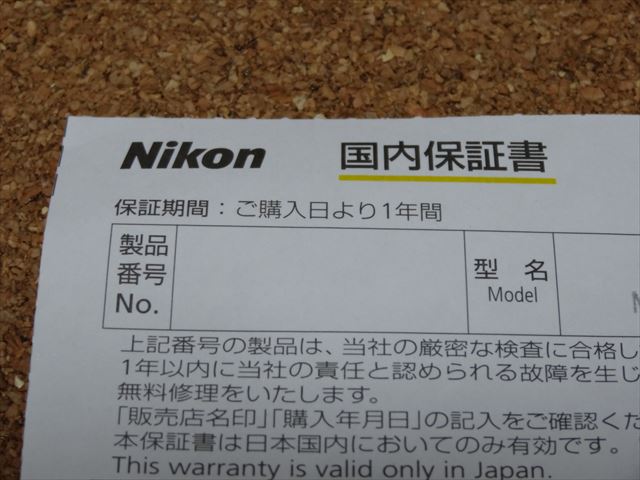 Nikon 国内保証書
保証期間：ご購入日より1年間
製品
番号
No.
型 名
Model
上記番号の製品は、当社の厳密な検査に合格し
1年以内に当社の責任と認められる故障を生じ
無料修理をいたします。
「販売店名印」「購入年月日」の記入をご確認くだ
本保証書は日本国内においてのみ有効です。
This warranty is valid only in Japan.